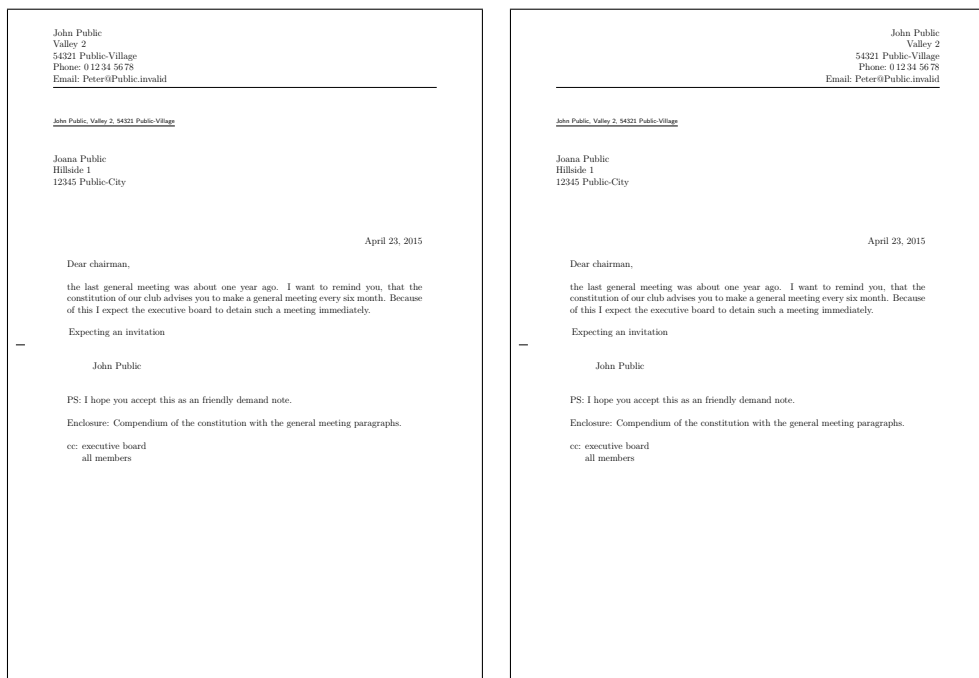 John Public
Valley 2
54321 Public-Village
Phone: 0 12 34 56 78
Email: Peter@Public.invalid
John Public, Valley 2, 54321 Public-Village
Joana Public
Hillside 1
12345 Public-City
April 23, 2015
Dear chairman,
the last general meeting was about one year ago. I want to remind you, that the
constitution of our club advises you to make a general meeting every six month. Because
of this I expect the executive board to detain such a meeting immediately.
Expecting an invitation
John Public
PS: I hope you accept this as an friendly demand note.
Enclosure: Compendium of the constitution with the general meeting paragraphs.
cc: executive board
all members
John Public
Valley 2
54321 Public-Village
Phone: 0 12 34 56 78
Email: Peter@Public.invalid
John Public, Valley 2, 54321 Public-Village
Joana Public
Hillside 1
12345 Public-City
April 23, 2015
Dear chairman,
the last general meeting was about one year ago. I want to remind you, that the
constitution of our club advises you to make a general meeting every six month. Because
of this I expect the executive board to detain such a meeting immediately.
Expecting an invitation
John Public
PS: I hope you accept this as an friendly demand note.
Enclosure: Compendium of the constitution with the general meeting paragraphs.
cc: executive board
all members